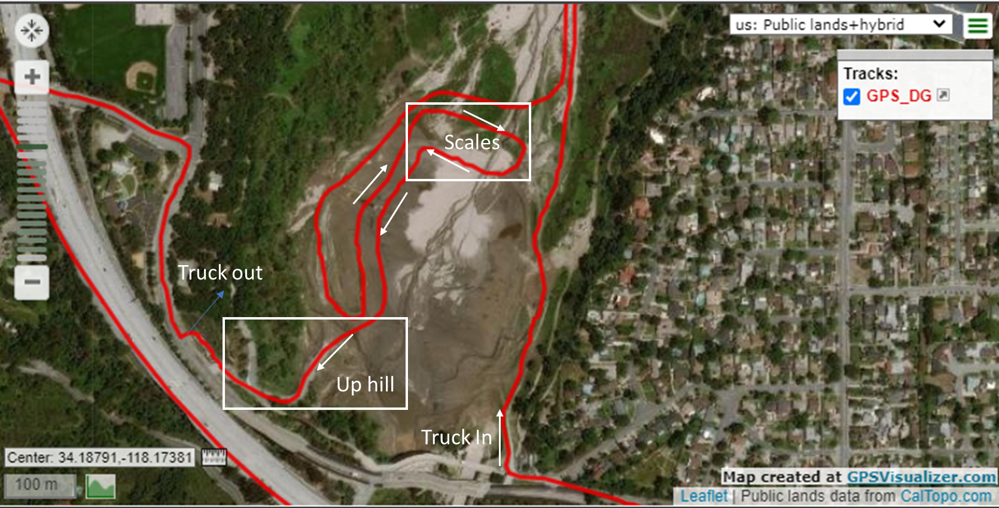 us: Public lands+hybrid
Tracks:
GPS_DG
Scales
Truck out
Up hill
Truck In
Center: 34.18791,-118.17381
100 m
Map created at GPSVisualizer.com
Leaflet | Public lands data from CalTopo.com